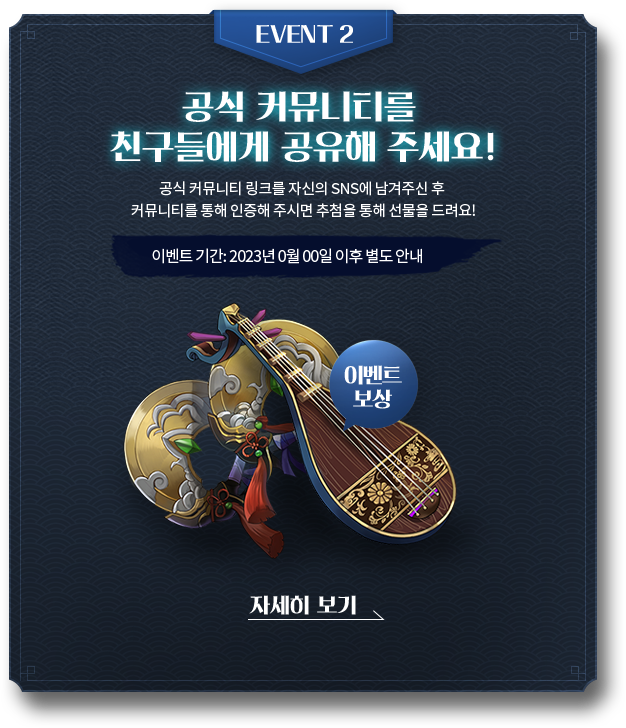 EVENT 2
공식 커뮤니티를
친구들에게 공유해 주세요!
공식 커뮤니티 링크를 자신의 SNS에 남겨주신 후
커뮤니티를 통해 인증해 주시면 추첨을 통해 선물을 드려요!
이벤트 기간: 2023년 0월 00일 이후 별도 안내
이벤트
보상
자세히 보기